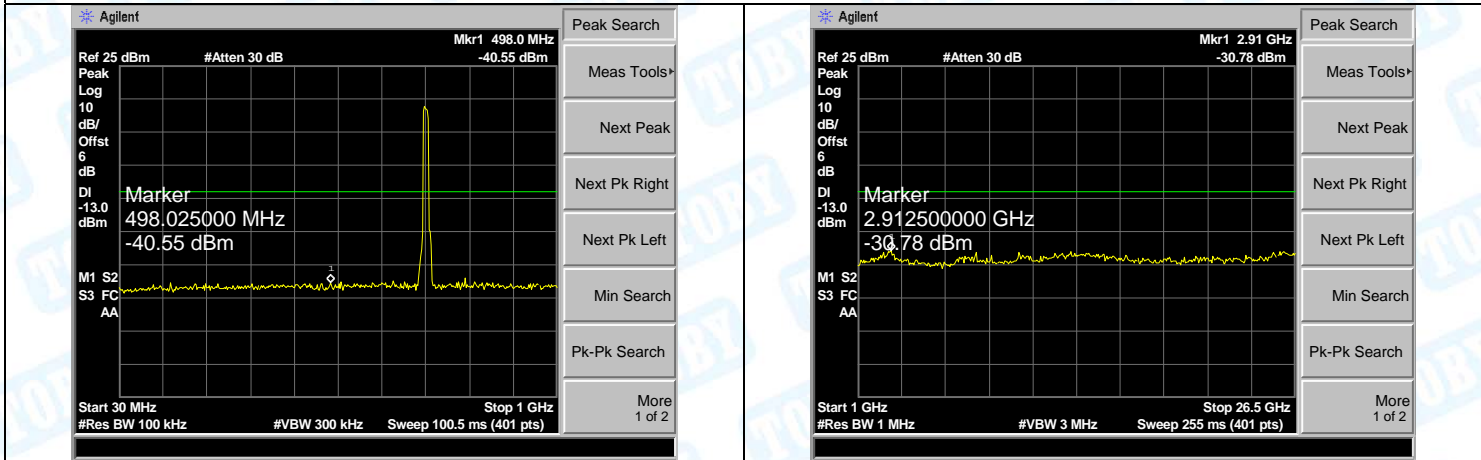 Agilent
Peak Search
Mkr1 498.0 MHz
Ref 25 dBm #Atten 30 dB -40.55 dBm
Peak
Log
10
dB/
Offst
6
dB
DI
-13.0
dBm
Marker
498.025000 MHz
-40.55 dBm
1
M1 S2
S3 FC
AA
Start 30 MHz Stop 1 GHz
#Res BW 100 kHz #VBW 300 kHz Sweep 100.5 ms (401 pts)
Meas Tools
Next Peak
Next Pk Right
Next Pk Left
Min Search
Pk-Pk Search
More
1 of 2
Agilent
Peak Search
Mkr1 2.91 GHz
Ref 25 dBm #Atten 30 dB -30.78 dBm
Peak
Log
10
dB/
Offst
6
dB
DI
-13.0
dBm
Marker
2.912500000 GHz
-30.78 dBm
M1 S2
S3 FC
AA
Start 1 GHz Stop 26.5 GHz
#Res BW 1 MHz #VBW 3 MHz Sweep 255 ms (401 pts)
Meas Tools
Next Peak
Next Pk Right
Next Pk Left
Min Search
Pk-Pk Search
More
1 of 2
TOBY